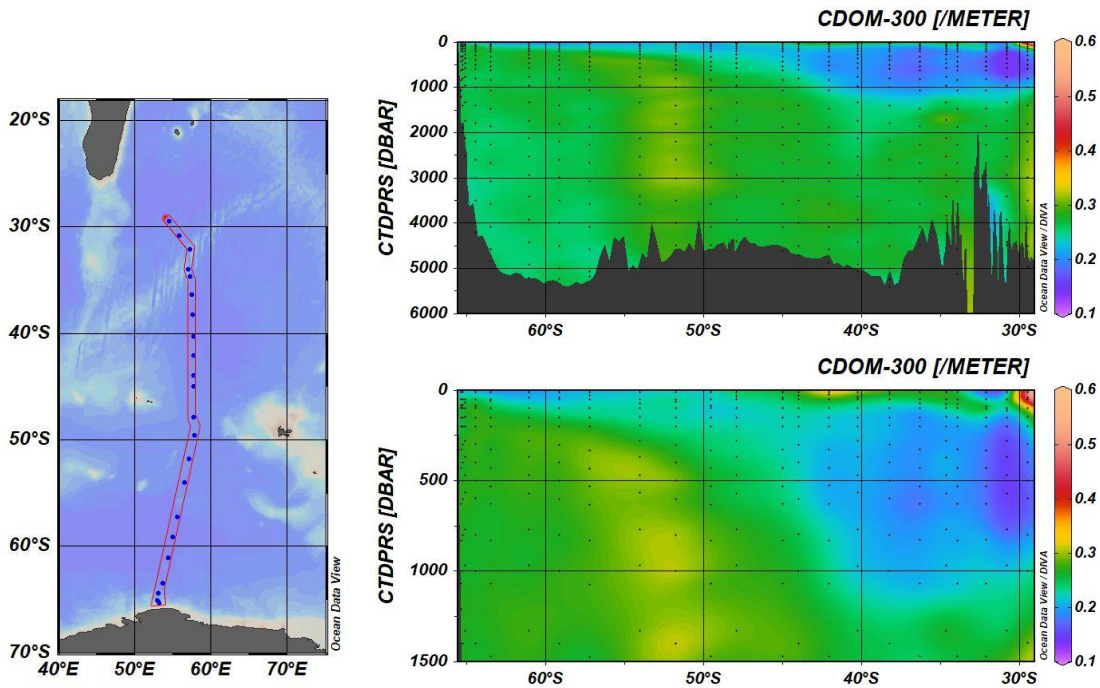 20°S
30°S
40°S
50°S
60°S
70°S
40°E
50°E
60°E
70°E
Ocean Data View
CDOM-300 [/METER]
CTDPRS [DBAR]
0
1000
2000
3000
4000
5000
6000
60°S
50°S
40°S
30°S
Ocean Data View / DIVA
0.6
0.5
0.4
0.3
0.2
0.1
CDOM-300 [/METER]
CTDPRS [DBAR]
0
500
1000
1500
60°S
50°S
40°S
30°S
Ocean Data View / DIVA
0.6
0.5
0.4
0.3
0.2
0.1